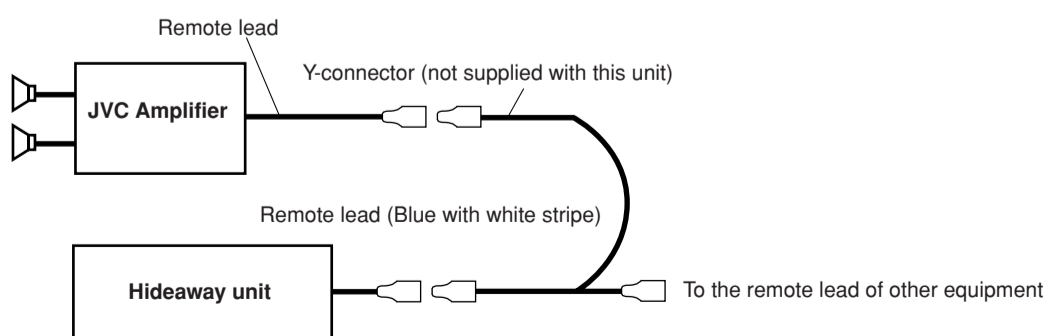 Remote lead
Y-connector (not supplied with this unit)
JVC Amplifier
Remote lead (Blue with white stripe)
Hideaway unit
To the remote lead of other equipment